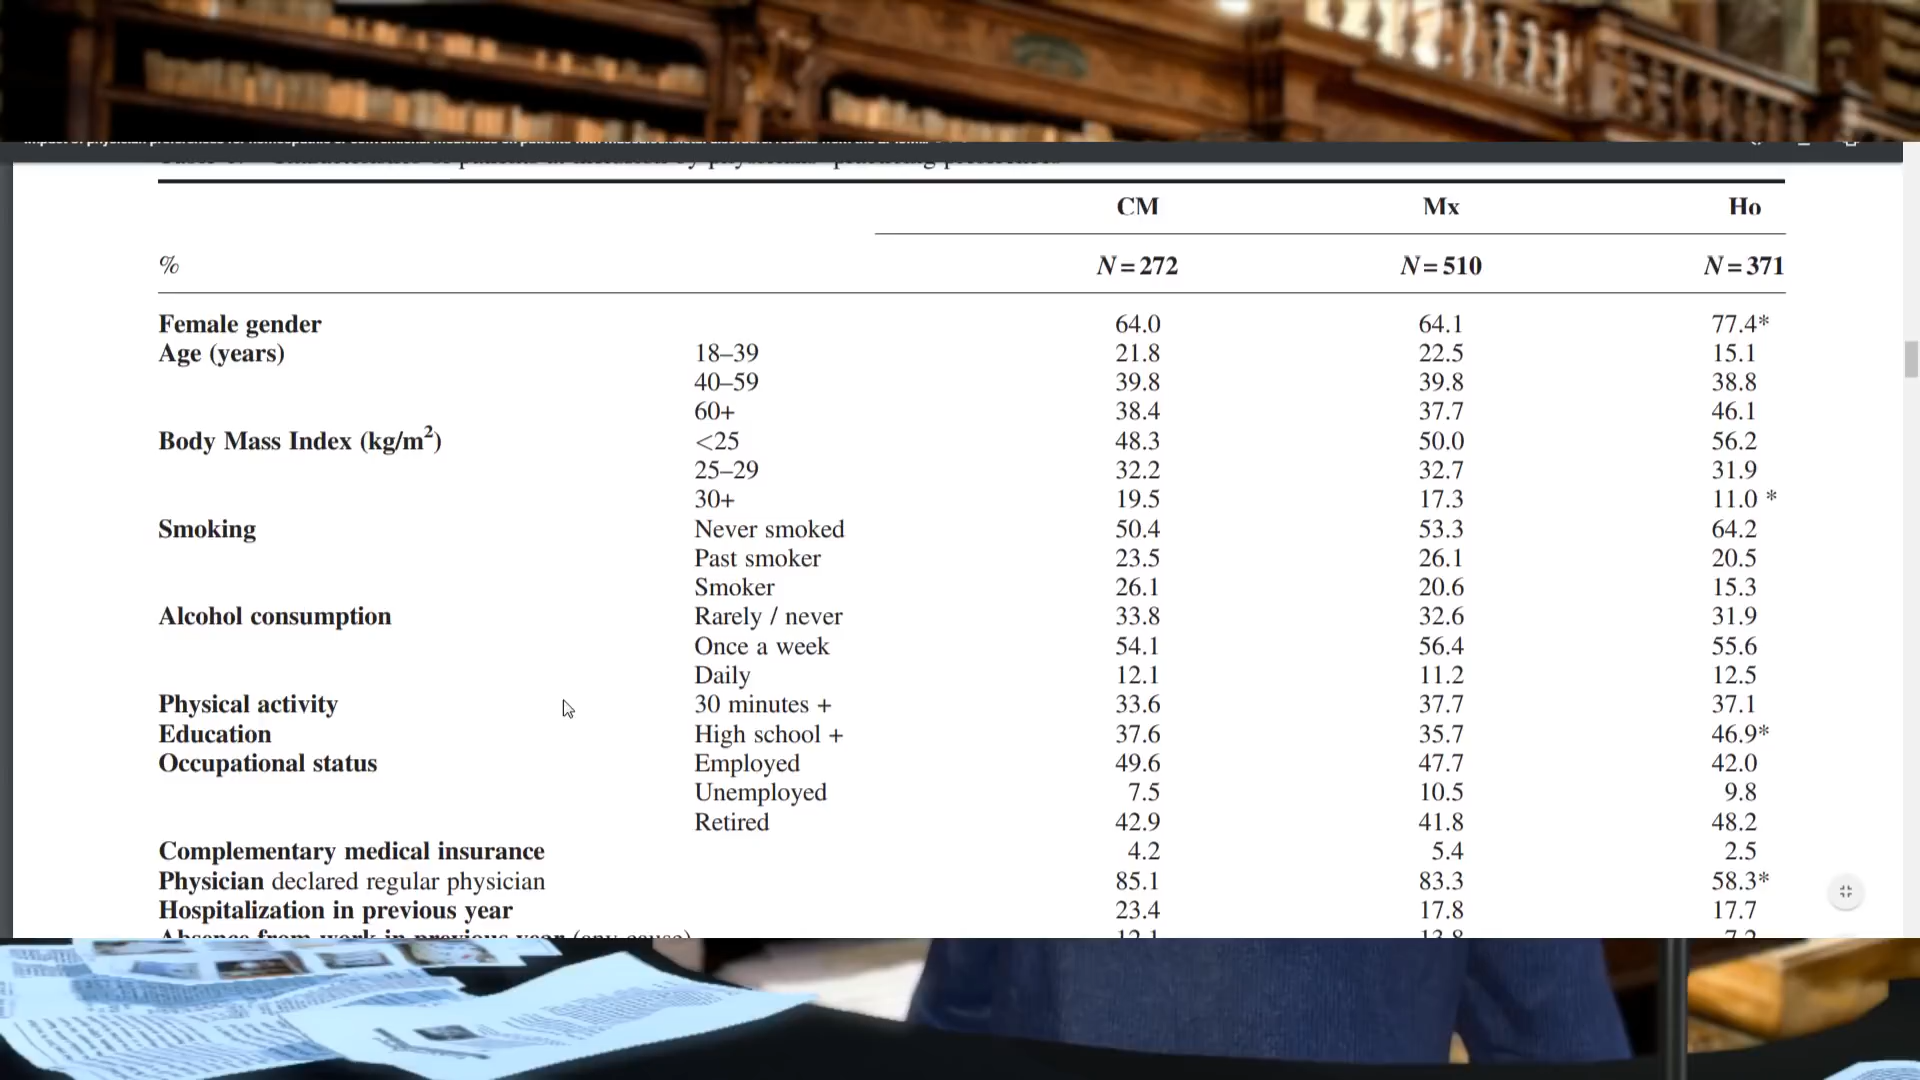 CM Mx Ho
% N=272 N=510 N=371
Female gender 64.0 64.1 77.4*
Age (years) 18–39 21.8 22.5 15.1
40–59 39.8 39.8 38.8
60+ 38.4 37.7 46.1
Body Mass Index (kg/m²) <25 48.3 50.0 56.2
25–29 32.2 32.7 31.9
30+ 19.5 17.3 11.0 *
Smoking Never smoked 50.4 53.3 64.2
Past smoker 23.5 26.1 20.5
Smoker 26.1 20.6 15.3
Alcohol consumption Rarely / never 33.8 32.6 31.9
Once a week 54.1 56.4 55.6
Daily 12.1 11.2 12.5
Physical activity 30 minutes + 33.6 37.7 37.1
Education High school + 37.6 35.7 46.9*
Occupational status Employed 49.6 47.7 42.0
Unemployed 7.5 10.5 9.8
Retired 42.9 41.8 48.2
Complementary medical insurance 4.2 5.4 2.5
Physician declared regular physician 85.1 83.3 58.3*
Hospitalization in previous year 23.4 17.8 17.7
Absence from work in previous year (any cause)